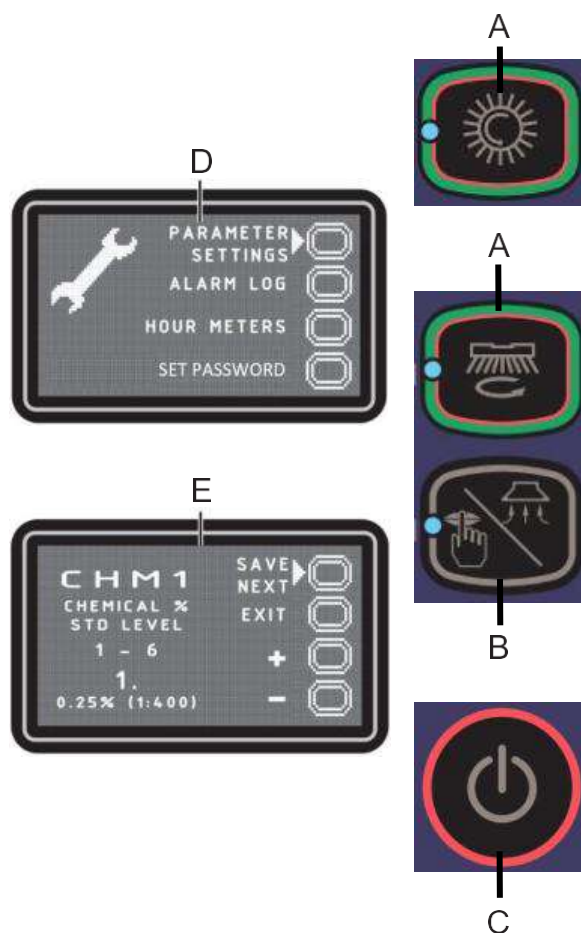 A
D
PARAMETER
SETTINGS
ALARM LOG
HOUR METERS
SET PASSWORD
A
E
CHM1
CHEMICAL %
STD LEVEL
1 - 6
1.
0.25% (1:400)
SAVE
NEXT
EXIT
+
-
B
C